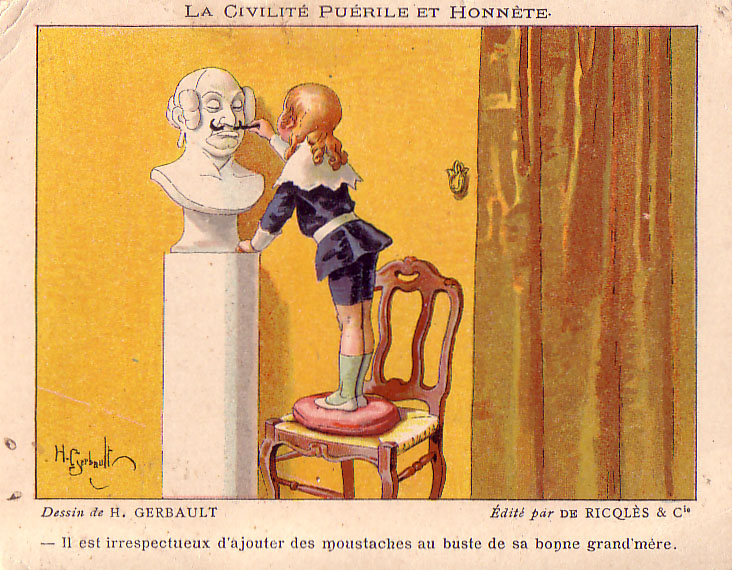 LA CIVILITÉ PUÉRILE ET HONNÊTE.
H. Gerbault
Dessin de H. GERBAULT
Édité par DE RICQLÈS & Cie
— Il est irrespectueux d'ajouter des moustaches au buste de sa bonne grand'mère.